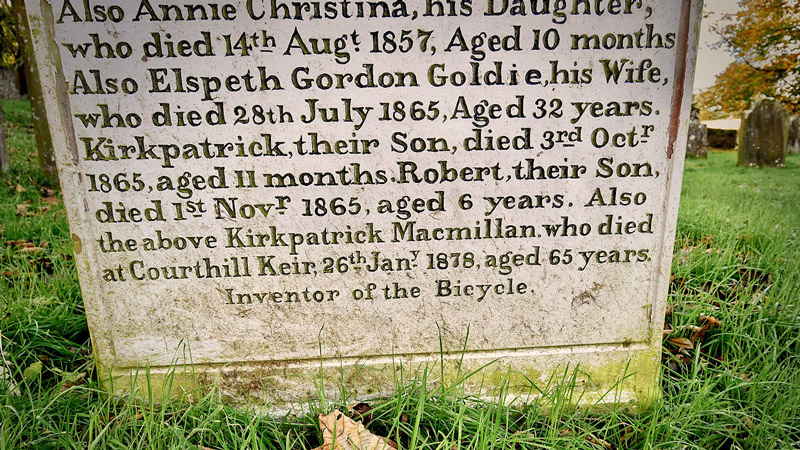 Also Annie Christina, his Daughter,
who died 14th Augt 1857, Aged 10 months
Also Elspeth Gordon Goldie, his Wife,
who died 28th July 1865, Aged 32 years.
Kirkpatrick, their Son, died 3rd Octr
1865, aged 11 months. Robert, their Son,
died 1st Novr 1865, aged 6 years. Also
the above Kirkpatrick Macmillan. who died
at Courthill Keir, 26th Jany 1878, aged 65 years.
Inventor of the Bicycle.